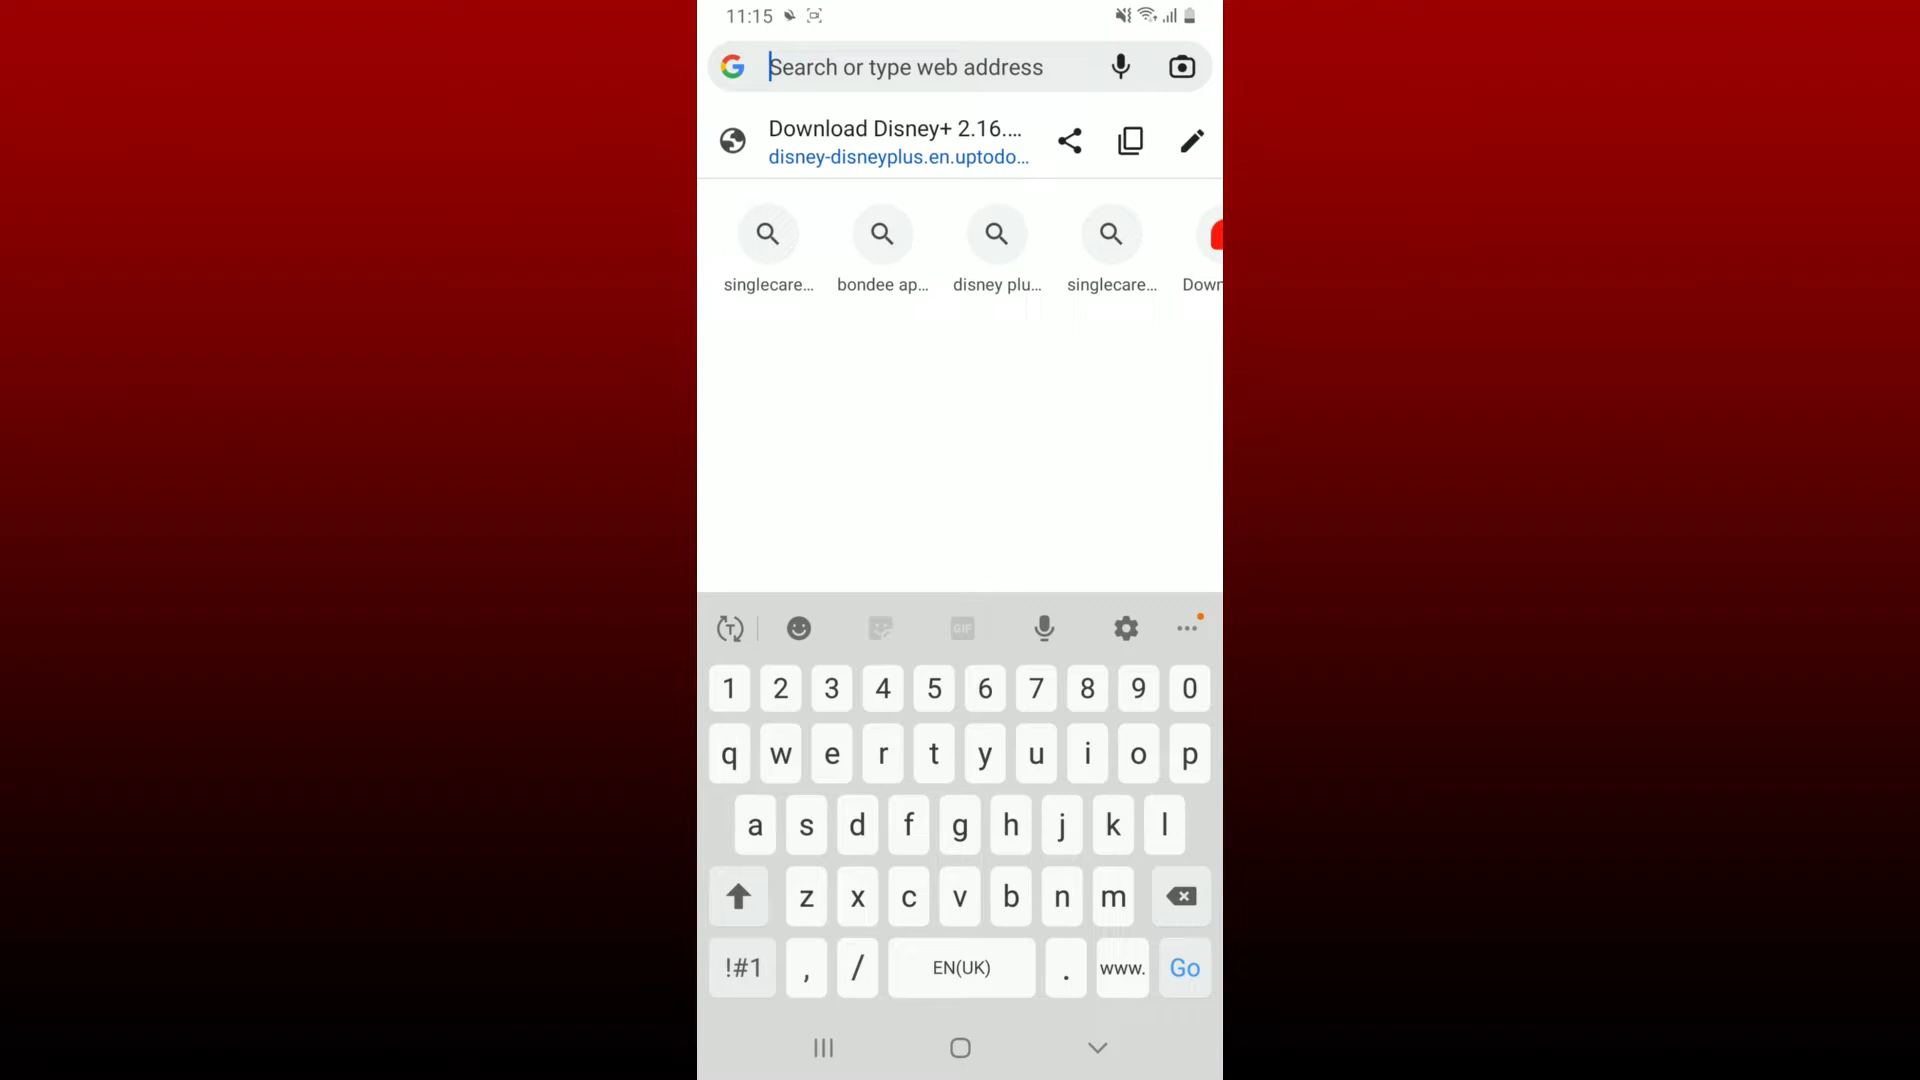 11:15
Search or type web address
Download Disney+ 2.16....
disney-disneyplus.en.uptodo...
singlecare... bondee ap... disney plu... singlecare... Down
T GIF
1 2 3 4 5 6 7 8 9 0
q w e r t y u i o p
a s d f g h j k l
z x c v b n m
!#1 , / EN(UK) . www. Go